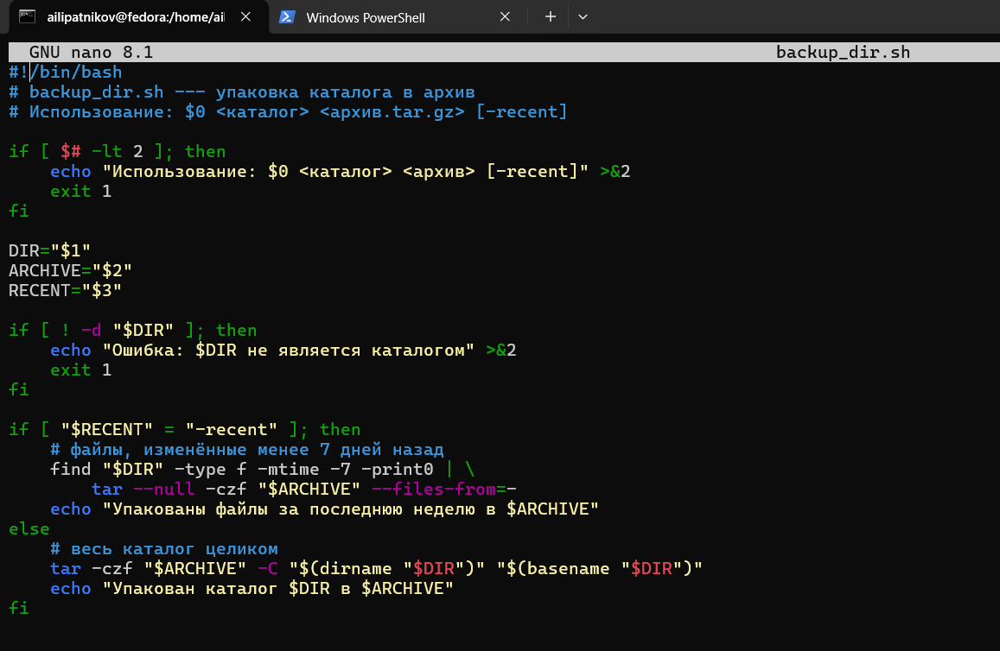 ailipatnikov@fedora:/home/ail
Windows PowerShell
GNU nano 8.1 backup_dir.sh
#!/bin/bash
# backup_dir.sh --- упаковка каталога в архив
# Использование: $0 <каталог> <архив.tar.gz> [-recent]

if [ $# -lt 2 ]; then
    echo "Использование: $0 <каталог> <архив> [-recent]" >&2
    exit 1
fi

DIR="$1"
ARCHIVE="$2"
RECENT="$3"

if [ ! -d "$DIR" ]; then
    echo "Ошибка: $DIR не является каталогом" >&2
    exit 1
fi

if [ "$RECENT" = "-recent" ]; then
    # файлы, изменённые менее 7 дней назад
    find "$DIR" -type f -mtime -7 -print0 | \
        tar --null -czf "$ARCHIVE" --files-from=-
    echo "Упакованы файлы за последнюю неделю в $ARCHIVE"
else
    # весь каталог целиком
    tar -czf "$ARCHIVE" -C "$(dirname "$DIR")" "$(basename "$DIR")"
    echo "Упакован каталог $DIR в $ARCHIVE"
fi